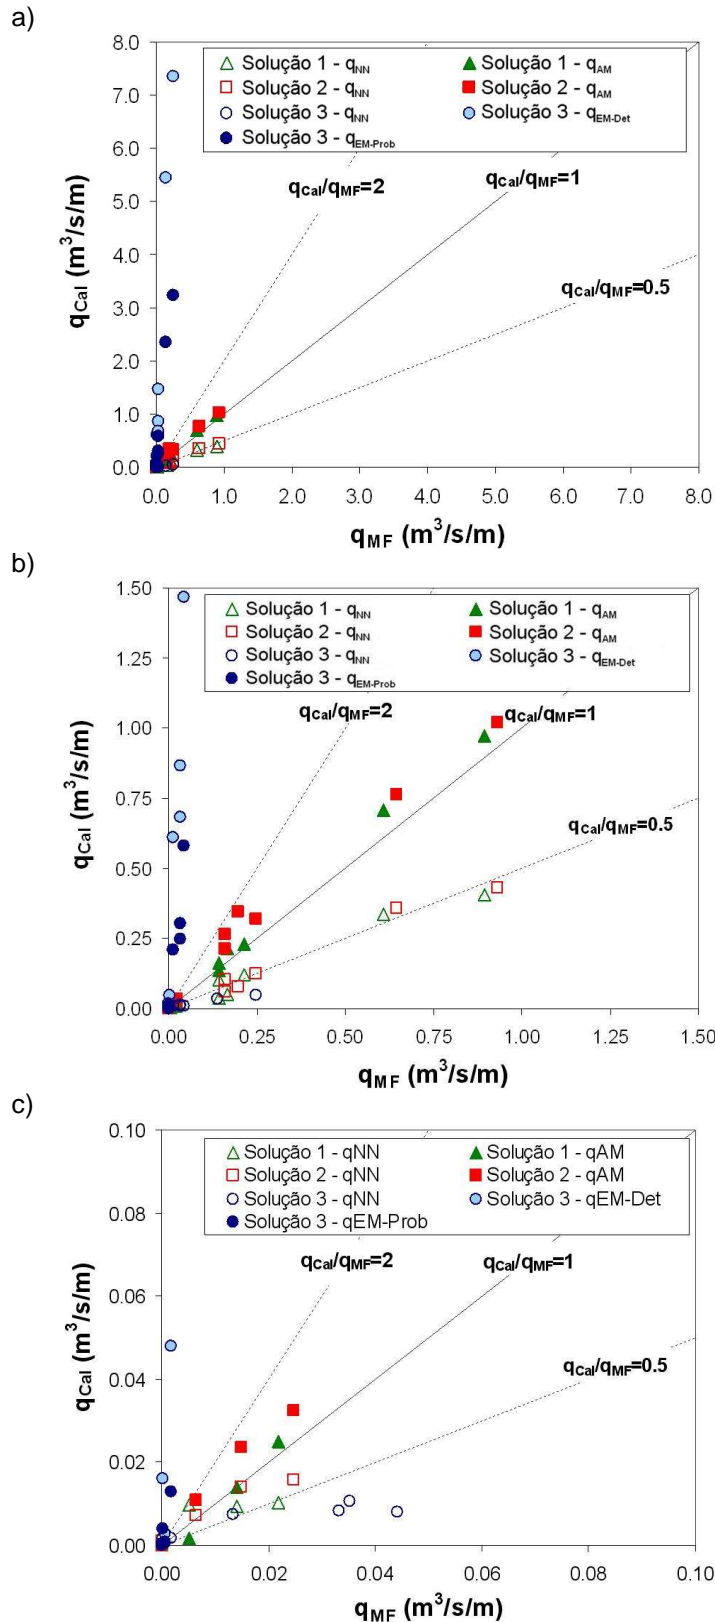 a)
8.0
7.0
6.0
5.0
4.0
3.0
2.0
1.0
0.0
qCal (m³/s/m)
Solução 1 - qNN
Solução 1 - qAM
Solução 2 - qNN
Solução 2 - qAM
Solução 3 - qNN
Solução 3 - qEM-Det
Solução 3 - qEM-Prob
qCal/qMF=2
qCal/qMF=1
qCal/qMF=0.5
0.0 1.0 2.0 3.0 4.0 5.0 6.0 7.0 8.0
qMF (m³/s/m)
b)
1.50
1.25
1.00
0.75
0.50
0.25
0.00
qCal (m³/s/m)
Solução 1 - qNN
Solução 1 - qAM
Solução 2 - qNN
Solução 2 - qAM
Solução 3 - qNN
Solução 3 - qEM-Det
Solução 3 - qEM-Prob
qCal/qMF=2
qCal/qMF=1
qCal/qMF=0.5
0.00 0.25 0.50 0.75 1.00 1.25 1.50
qMF (m³/s/m)
c)
0.10
0.08
0.06
0.04
0.02
0.00
qCal (m³/s/m)
Solução 1 - qNN
Solução 1 - qAM
Solução 2 - qNN
Solução 2 - qAM
Solução 3 - qNN
Solução 3 - qEM-Det
Solução 3 - qEM-Prob
qCal/qMF=2
qCal/qMF=1
qCal/qMF=0.5
0.00 0.02 0.04 0.06 0.08 0.10
qMF (m³/s/m)